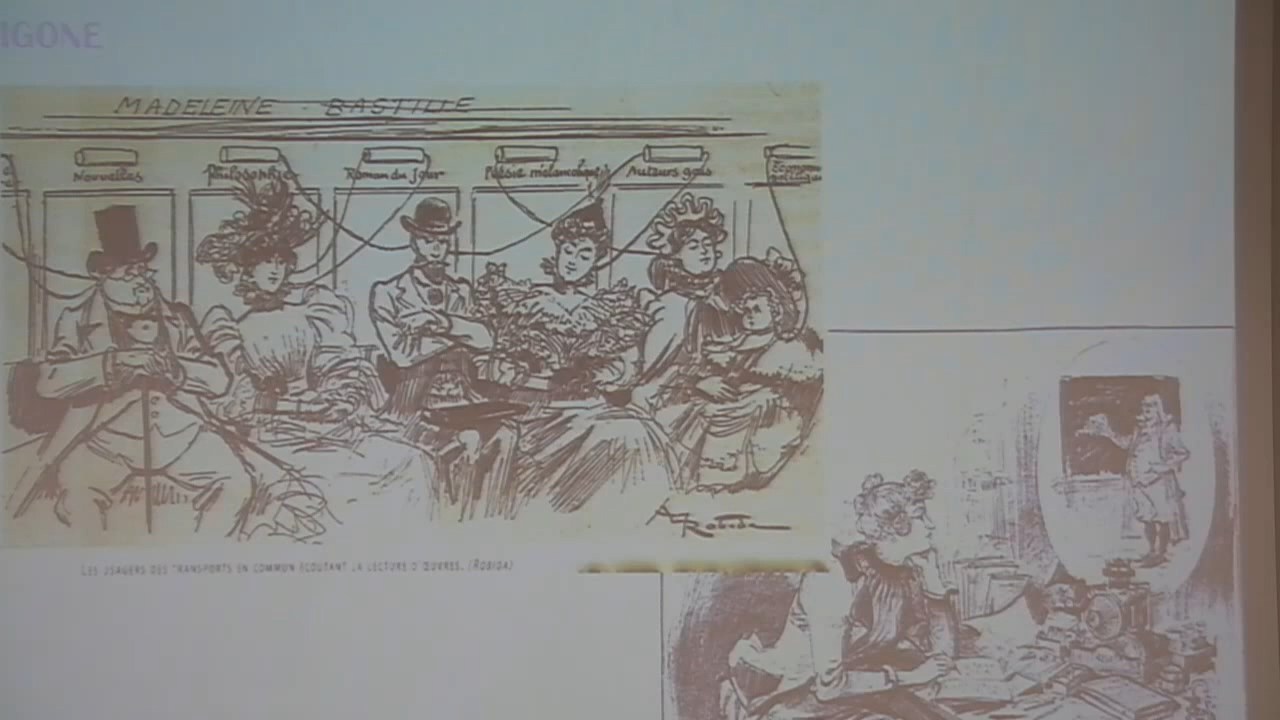 IGONE
MADELEINE - BASTILLE
Nouvelles
Philosophie
Roman du Jour
Poésie mélancolique
Auteurs gais
A Robida
LES USAGERS DES TRANSPORTS EN COMMUN ECOUTANT LA LECTURE D'ŒUVRES. (ROBIDA)